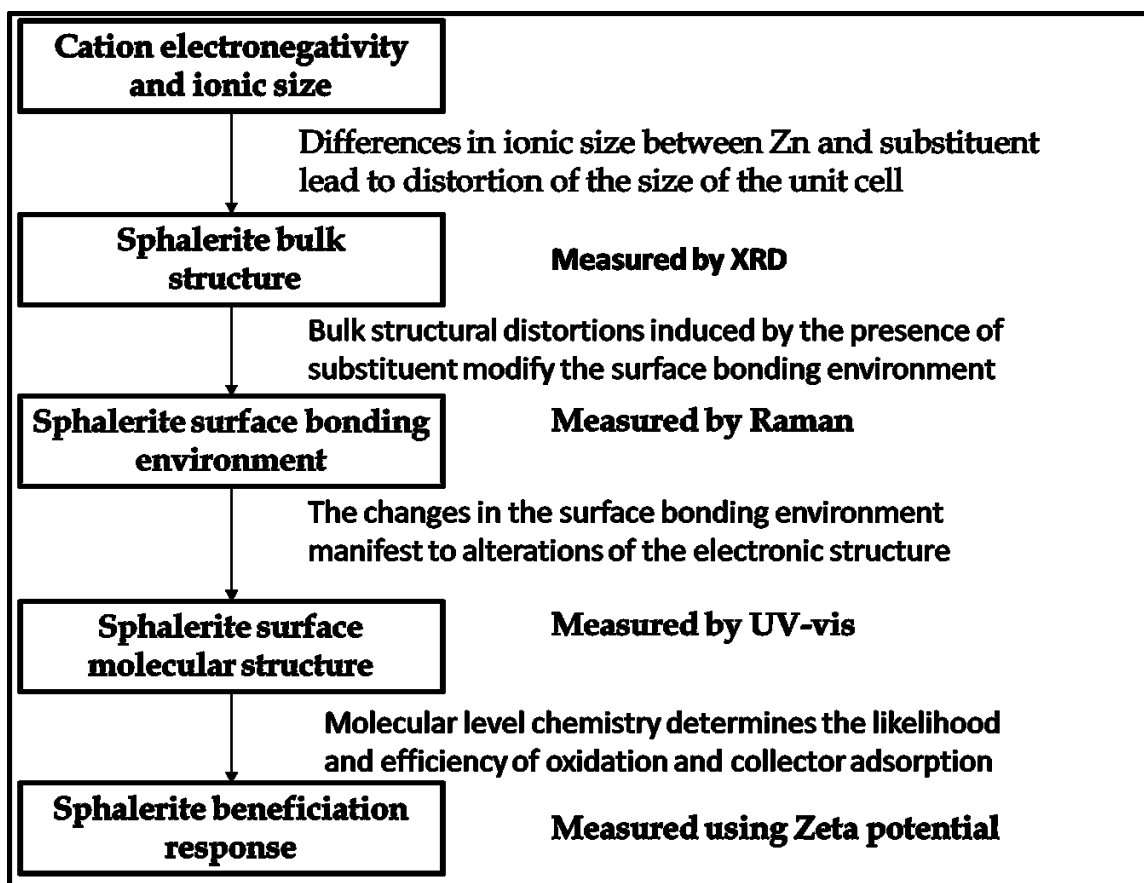 Cation electronegativity
and ionic size
Differences in ionic size between Zn and substituent
lead to distortion of the size of the unit cell
Sphalerite bulk
structure
Measured by XRD
Bulk structural distortions induced by the presence of
substituent modify the surface bonding environment
Sphalerite surface bonding
environment
Measured by Raman
The changes in the surface bonding environment
manifest to alterations of the electronic structure
Sphalerite surface
molecular structure
Measured by UV-vis
Molecular level chemistry determines the likelihood
and efficiency of oxidation and collector adsorption
Sphalerite beneficiation
response
Measured using Zeta potential